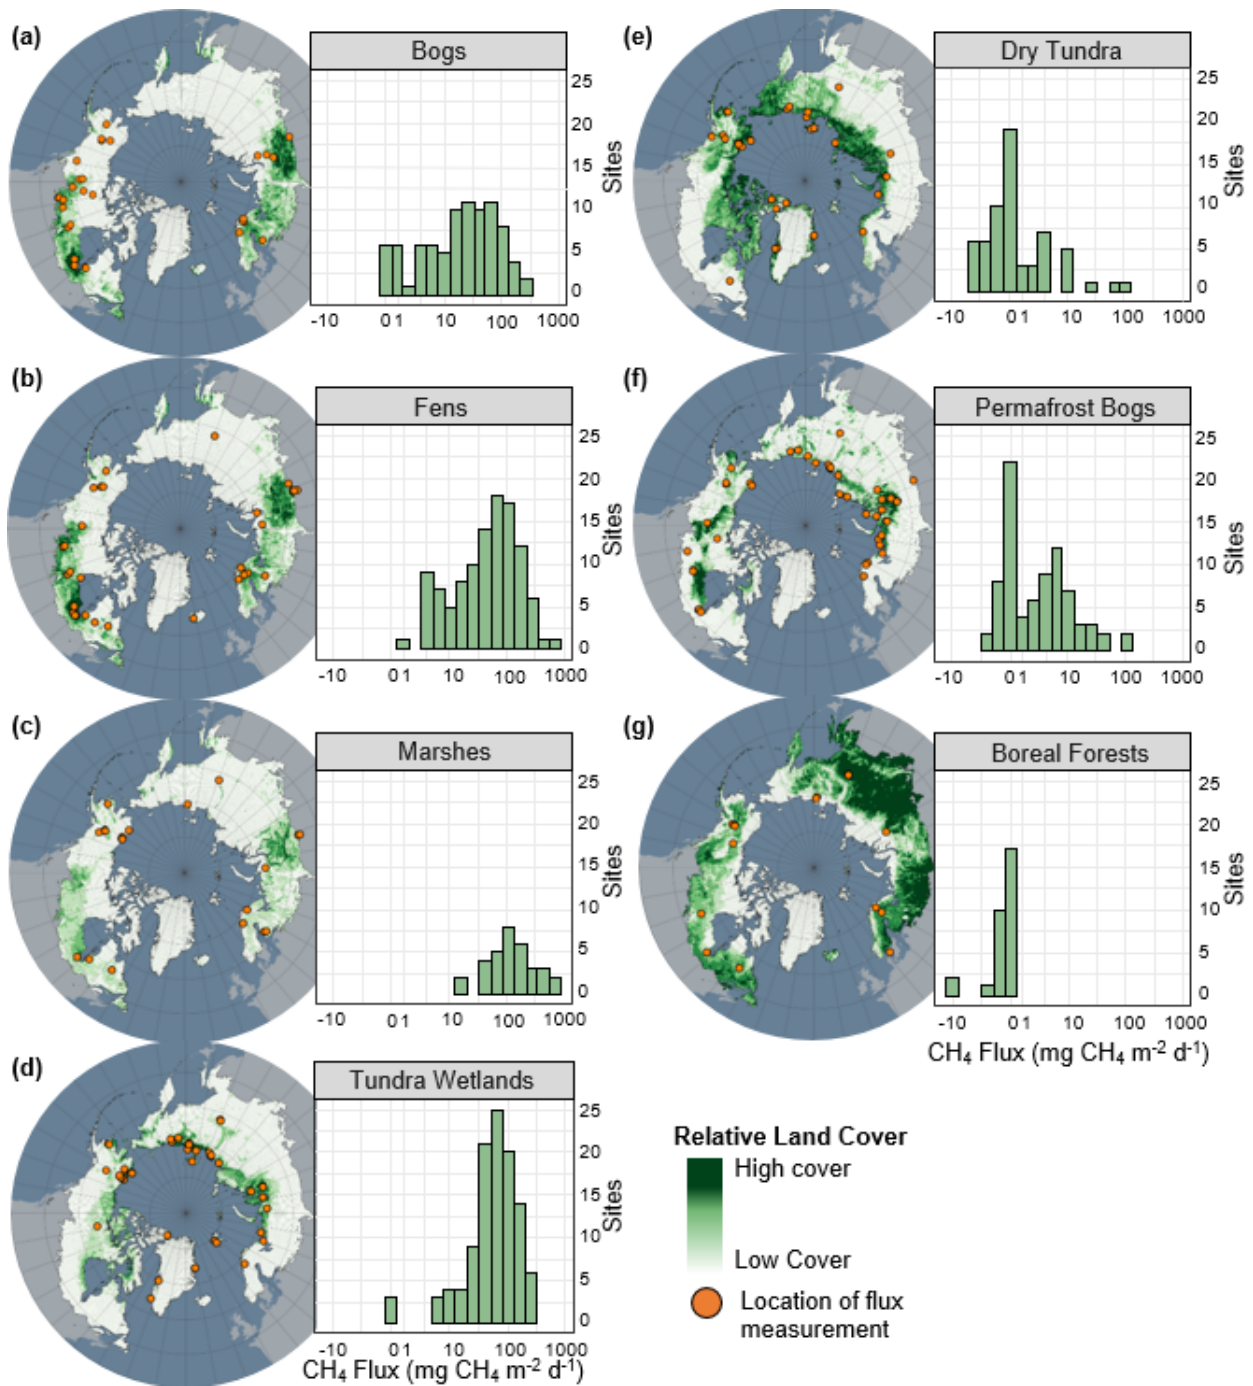 (a)
Bogs
25
20
15
10
5
0
Sites
-10 0 1 10 100 1000
(b)
Fens
25
20
15
10
5
0
Sites
-10 0 1 10 100 1000
(c)
Marshes
25
20
15
10
5
0
Sites
-10 0 1 10 100 1000
(d)
Tundra Wetlands
25
20
15
10
5
0
Sites
-10 0 1 10 100 1000
CH₄ Flux (mg CH₄ m⁻² d⁻¹)
(e)
Dry Tundra
25
20
15
10
5
0
Sites
-10 0 1 10 100 1000
(f)
Permafrost Bogs
25
20
15
10
5
0
Sites
-10 0 1 10 100 1000
(g)
Boreal Forests
25
20
15
10
5
0
Sites
-10 0 1 10 100 1000
CH₄ Flux (mg CH₄ m⁻² d⁻¹)
Relative Land Cover
High cover
Low Cover
Location of flux
measurement